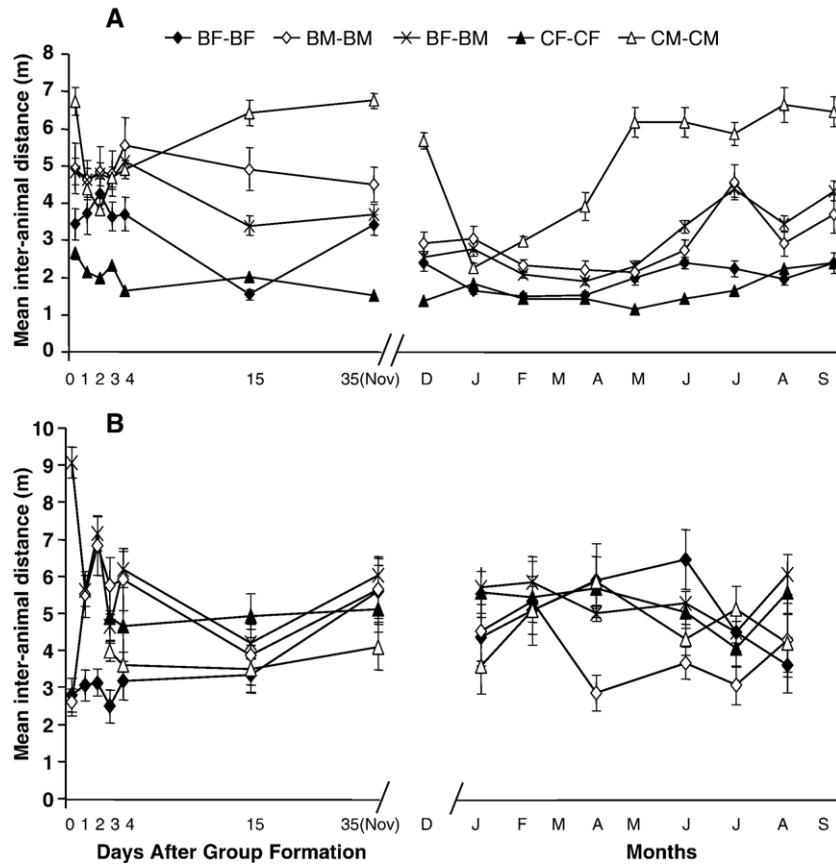 A
BF-BF BM-BM BF-BM CF-CF CM-CM
Mean inter-animal distance (m)
8
7
6
5
4
3
2
1
0
0 1 2 3 4 15 35(Nov) D J F M A M J J A S
B
Mean inter-animal distance (m)
10
9
8
7
6
5
4
3
2
1
0
0 1 2 3 4 15 35(Nov) D J F M A M J J A S
Days After Group Formation Months